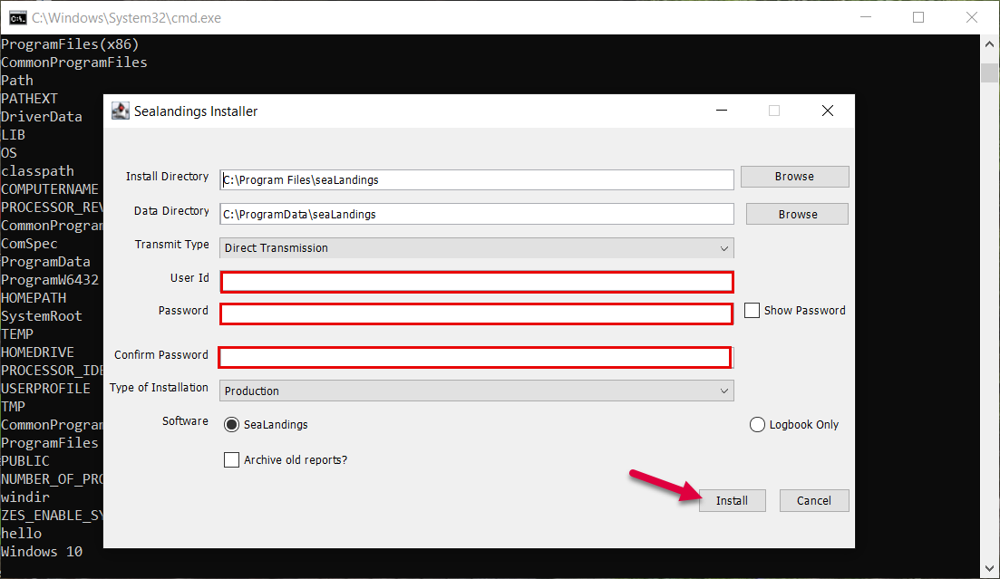 C:\Windows\System32\cmd.exe
ProgramFiles(x86)
CommonProgramFiles
Path
PATHEXT
DriverData
LIB
OS
classpath
COMPUTERNAME
PROCESSOR_REV
CommonProgram
ComSpec
ProgramData
ProgramW6432
HOMEPATH
SystemRoot
TEMP
HOMEDRIVE
PROCESSOR_IDE
USERPROFILE
TMP
CommonProgram
ProgramFiles
PUBLIC
NUMBER_OF_PRO
windir
ZES_ENABLE_SY
hello
Windows 10
Sealandings Installer
Install Directory C:\Program Files\seaLandings Browse
Data Directory C:\ProgramData\seaLandings Browse
Transmit Type Direct Transmission
User Id
Password Show Password
Confirm Password
Type of Installation Production
Software SeaLandings Logbook Only
Archive old reports?
Install Cancel